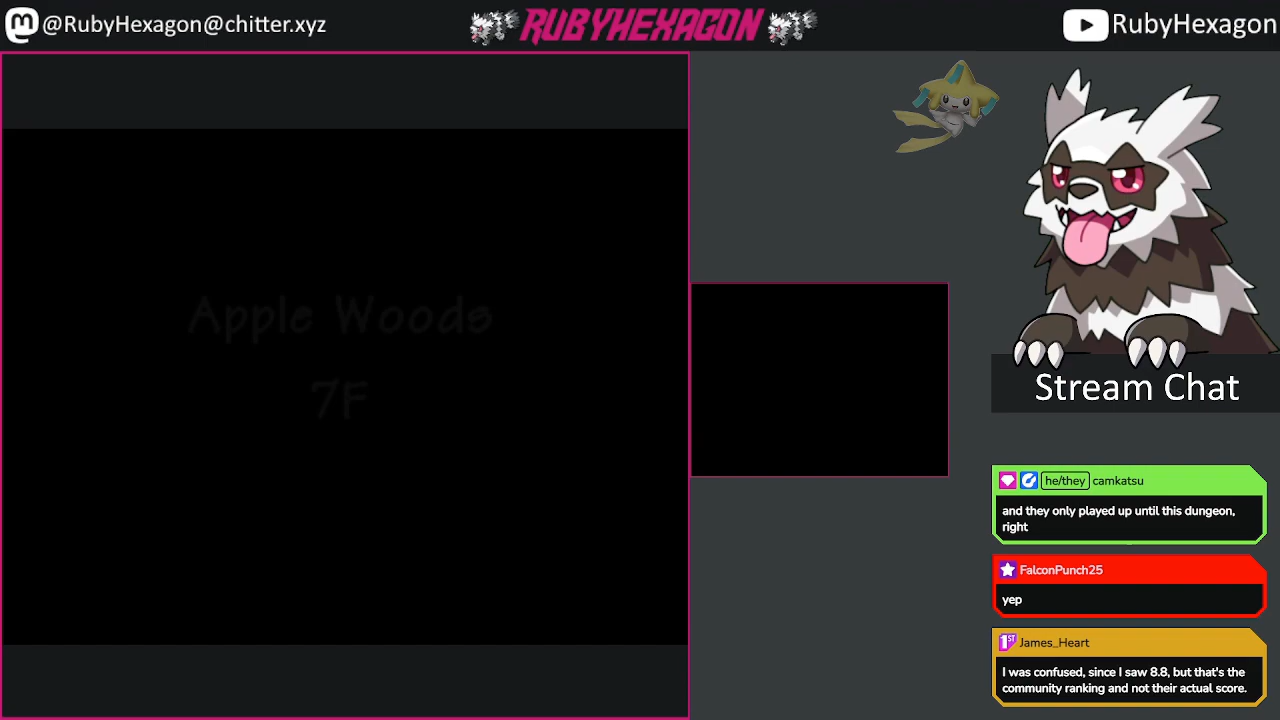 @RubyHexagon@chitter.xyz
RUBYHEXAGON
RubyHexagon
Apple Woods
7F
Stream Chat
he/they camkatsu
and they only played up until this dungeon,
right
FalconPunch25
yep
1ST James_Heart
I was confused, since I saw 8.8, but that's the
community ranking and not their actual score.